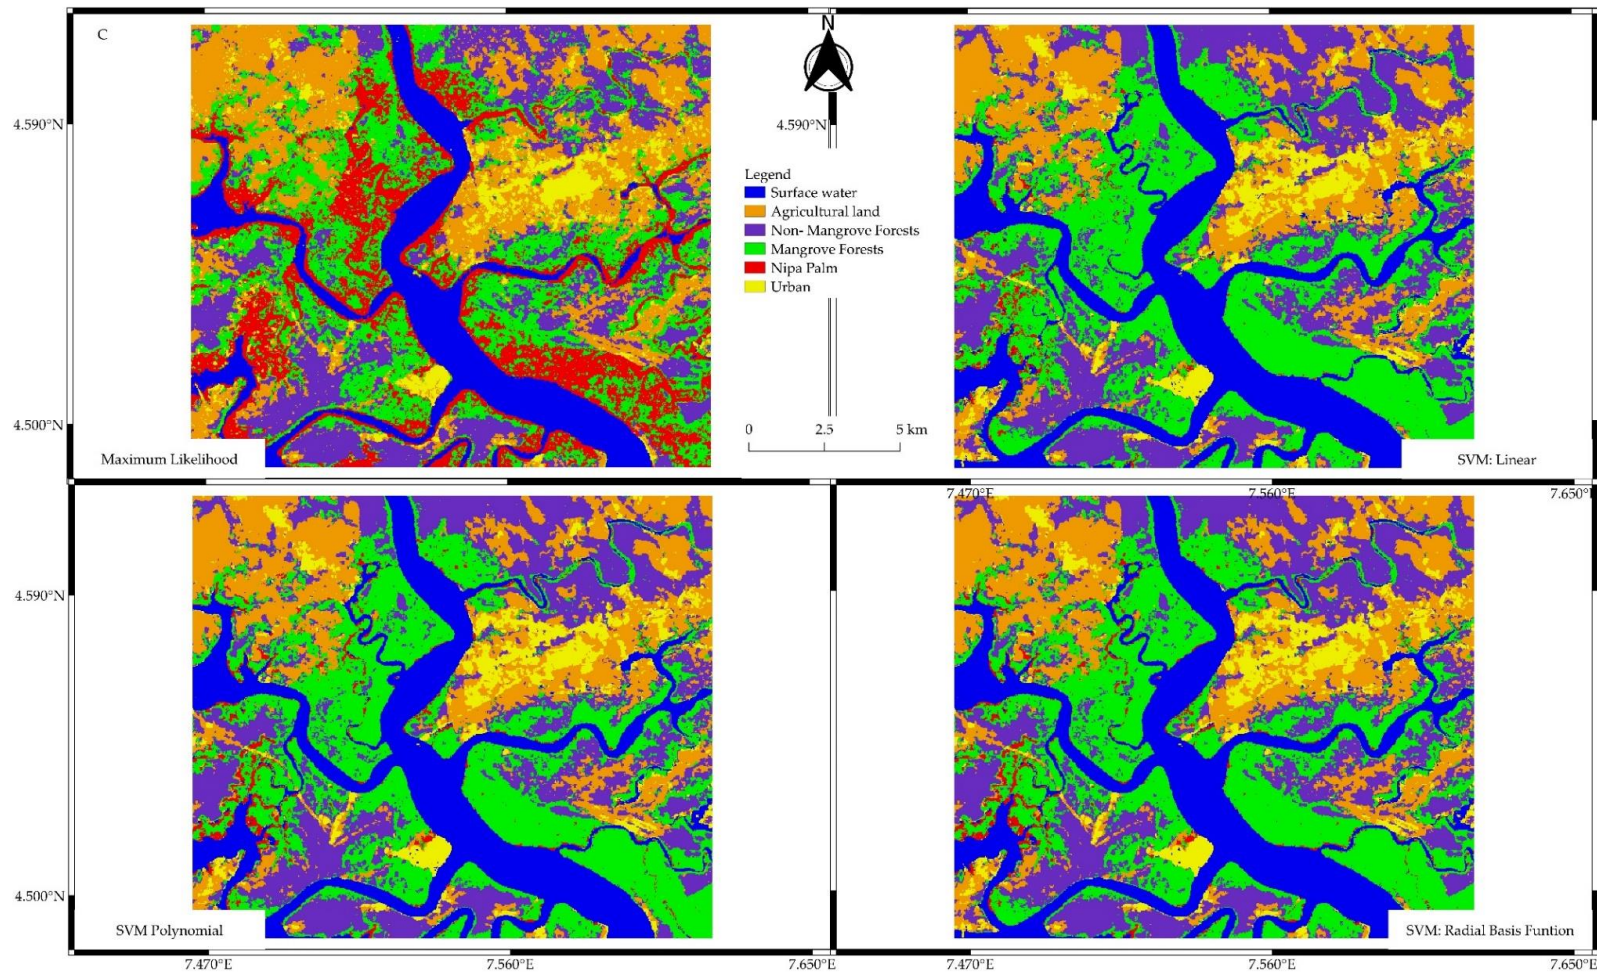 C
N
4.590°N
4.590°N
Legend
Surface water
Agricultural land
Non- Mangrove Forests
Mangrove Forests
Nipa Palm
Urban
4.500°N
0 2.5 5 km
Maximum Likelihood
SVM: Linear
7.470°E 7.560°E 7.650°E
4.590°N
4.500°N
SVM Polynomial
SVM: Radial Basis Funtion
7.470°E 7.560°E 7.650°E 7.470°E 7.560°E 7.650°E